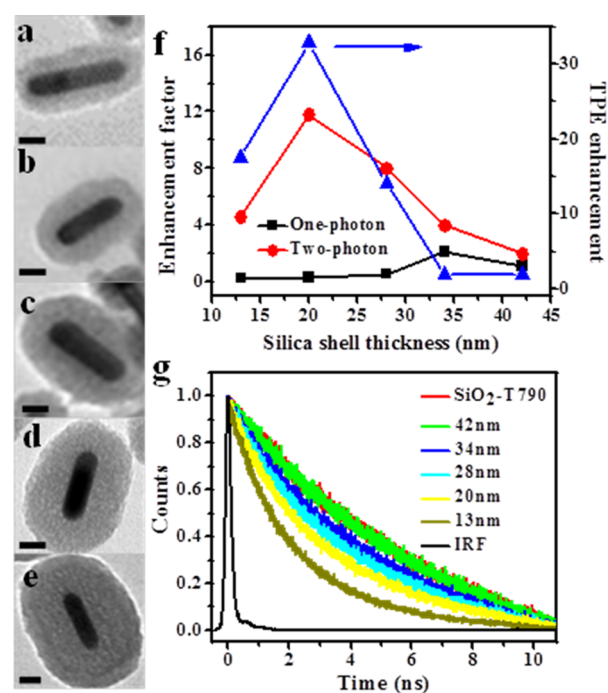 a
b
c
d
e
f
Enhancement factor
16
12
8
4
0
One-photon
Two-photon
TPE enhancement
30
20
10
0
10 15 20 25 30 35 40 45
Silica shell thickness (nm)
g
Counts
1.0
0.8
0.6
0.4
0.2
0.0
SiO2-T790
42nm
34nm
28nm
20nm
13nm
IRF
0 2 4 6 8 10
Time (ns)